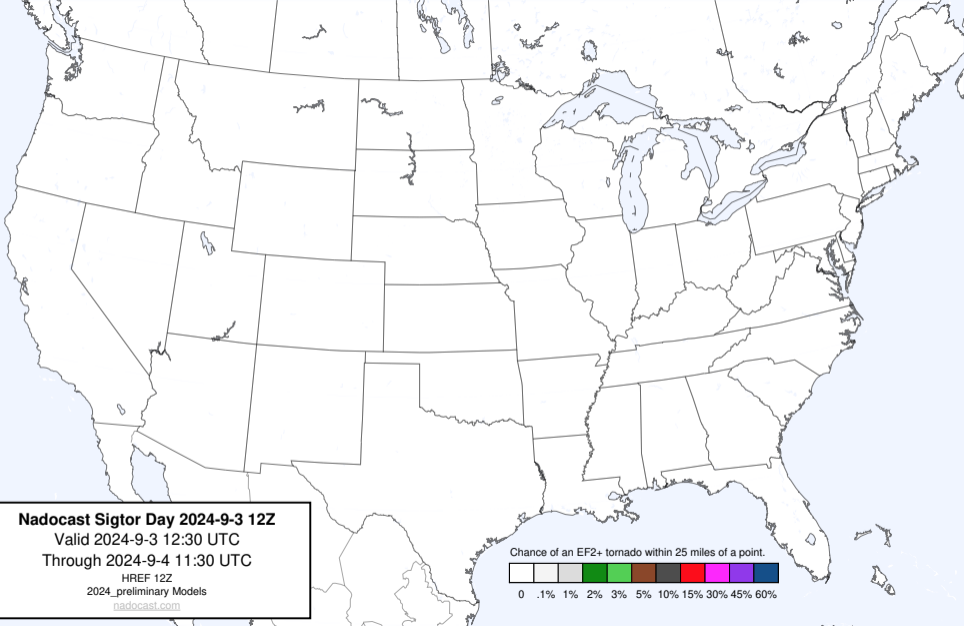 Nadocast Sigtor Day 2024-9-3 12Z
Valid 2024-9-3 12:30 UTC
Through 2024-9-4 11:30 UTC
HREF 12Z
2024_preliminary Models
nadocast.com
Chance of an EF2+ tornado within 25 miles of a point.
0 .1% 1% 2% 3% 5% 10% 15% 30% 45% 60%